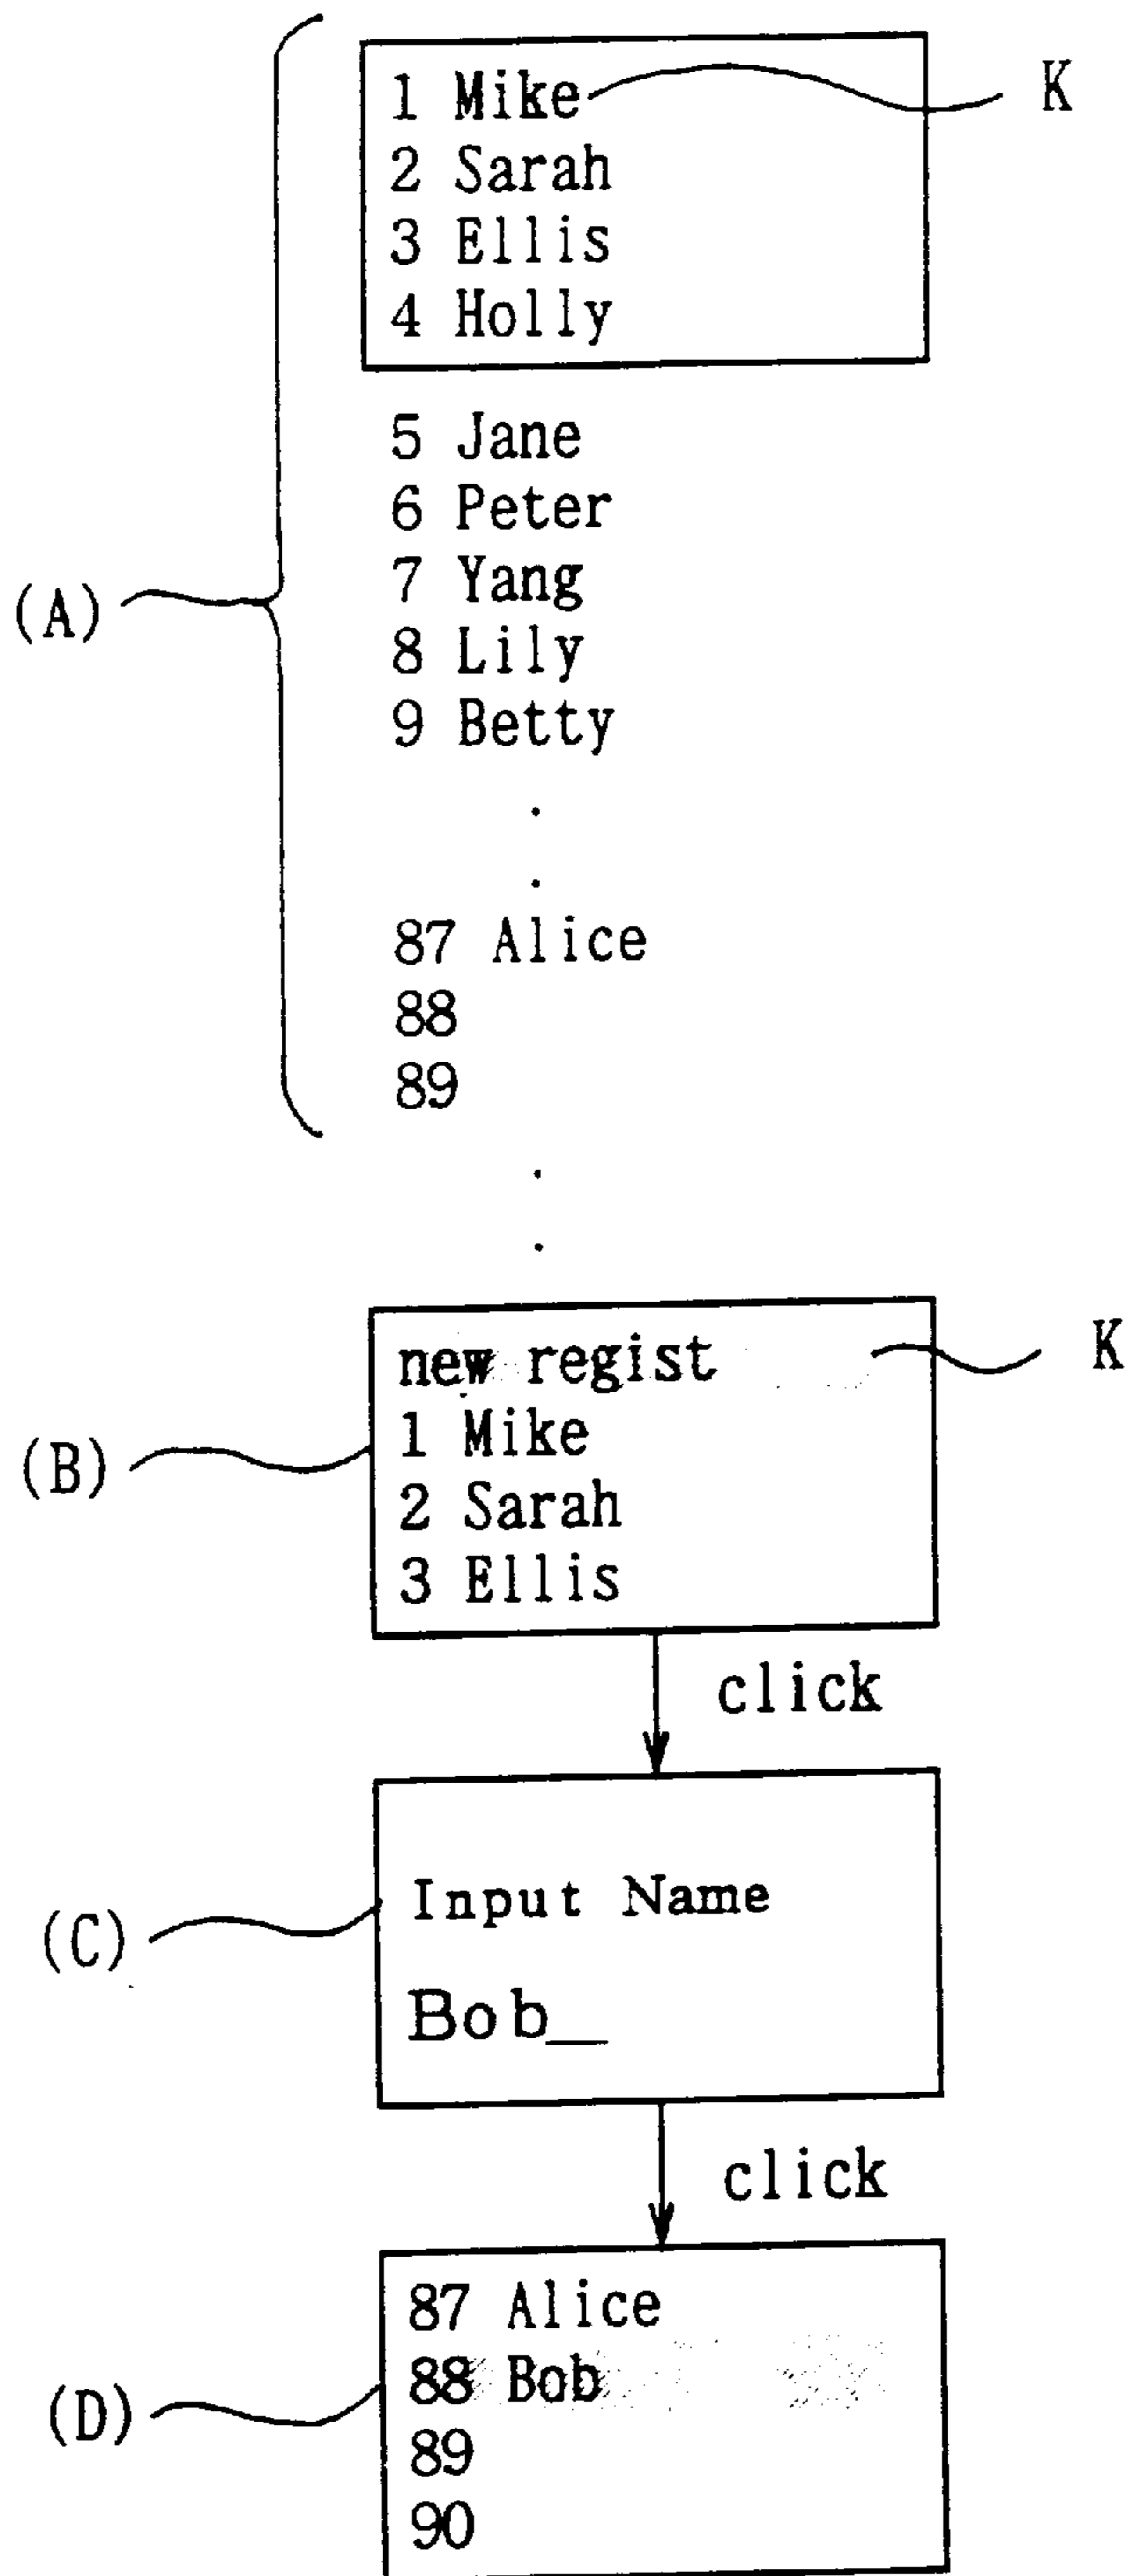 1 Mike K
2 Sarah
3 Ellis
4 Holly
5 Jane
6 Peter
7 Yang
(A)
8 Lily
9 Betty
.
.
87 Alice
88
89
.
.
new regist K
1 Mike
(B)
2 Sarah
3 Ellis
click
Input Name
(C)
Bob_
click
87 Alice
88 Bob
(D)
89
90